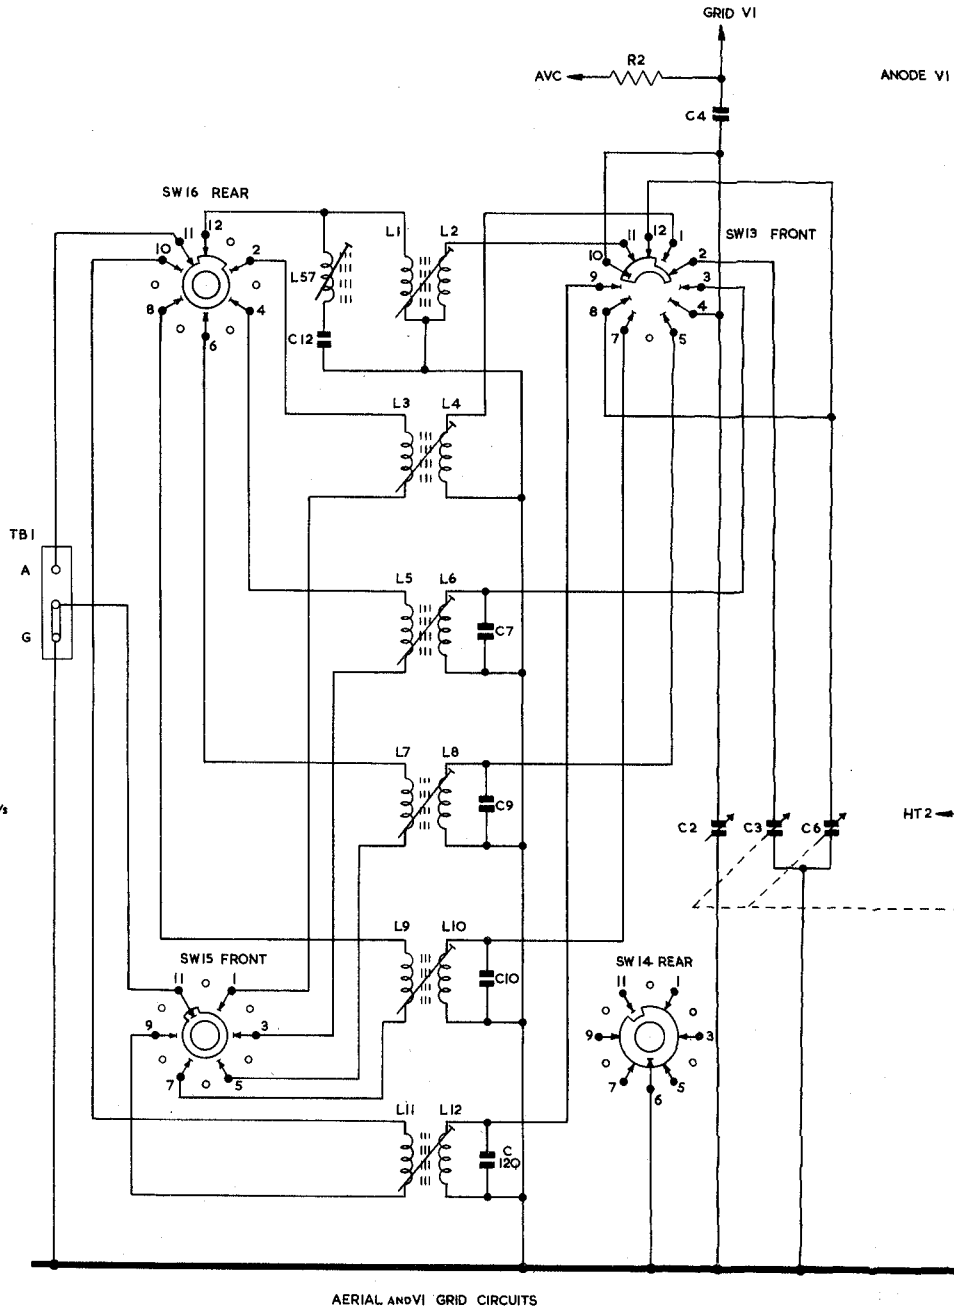 GRID V1
R2
AVC
ANODE V1
C4
SW16 REAR
12
11
10
2
8
4
6
L57
C12
L1
L2
11
12
1
SW13 FRONT
10
2
9
3
8
4
7
5
L3
L4
TB1
A
G
L5
L6
C7
L7
L8
C9
/s
C2
C3
C6
HT2
L9
L10
C10
SW15 FRONT
11
1
9
3
7
5
SW14 REAR
11
1
9
3
7
5
6
L11
L12
C
120
AERIAL AND V1 GRID CIRCUITS